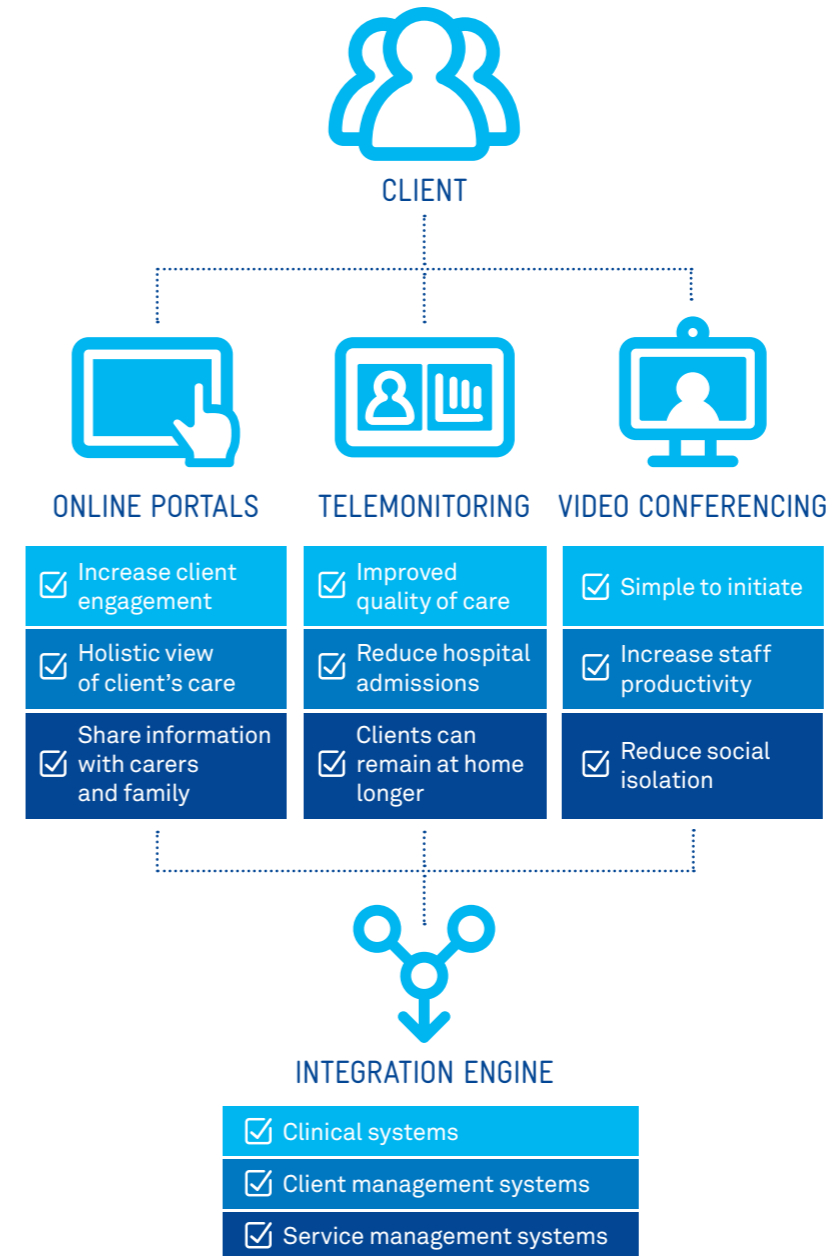 CLIENT
ONLINE PORTALS
Increase client
engagement
Holistic view
of client's care
Share information
with carers
and family
TELEMONITORING
Improved
quality of care
Reduce hospital
admissions
Clients can
remain at home
longer
VIDEO CONFERENCING
Simple to initiate
Increase staff
productivity
Reduce social
isolation
INTEGRATION ENGINE
Clinical systems
Client management systems
Service management systems